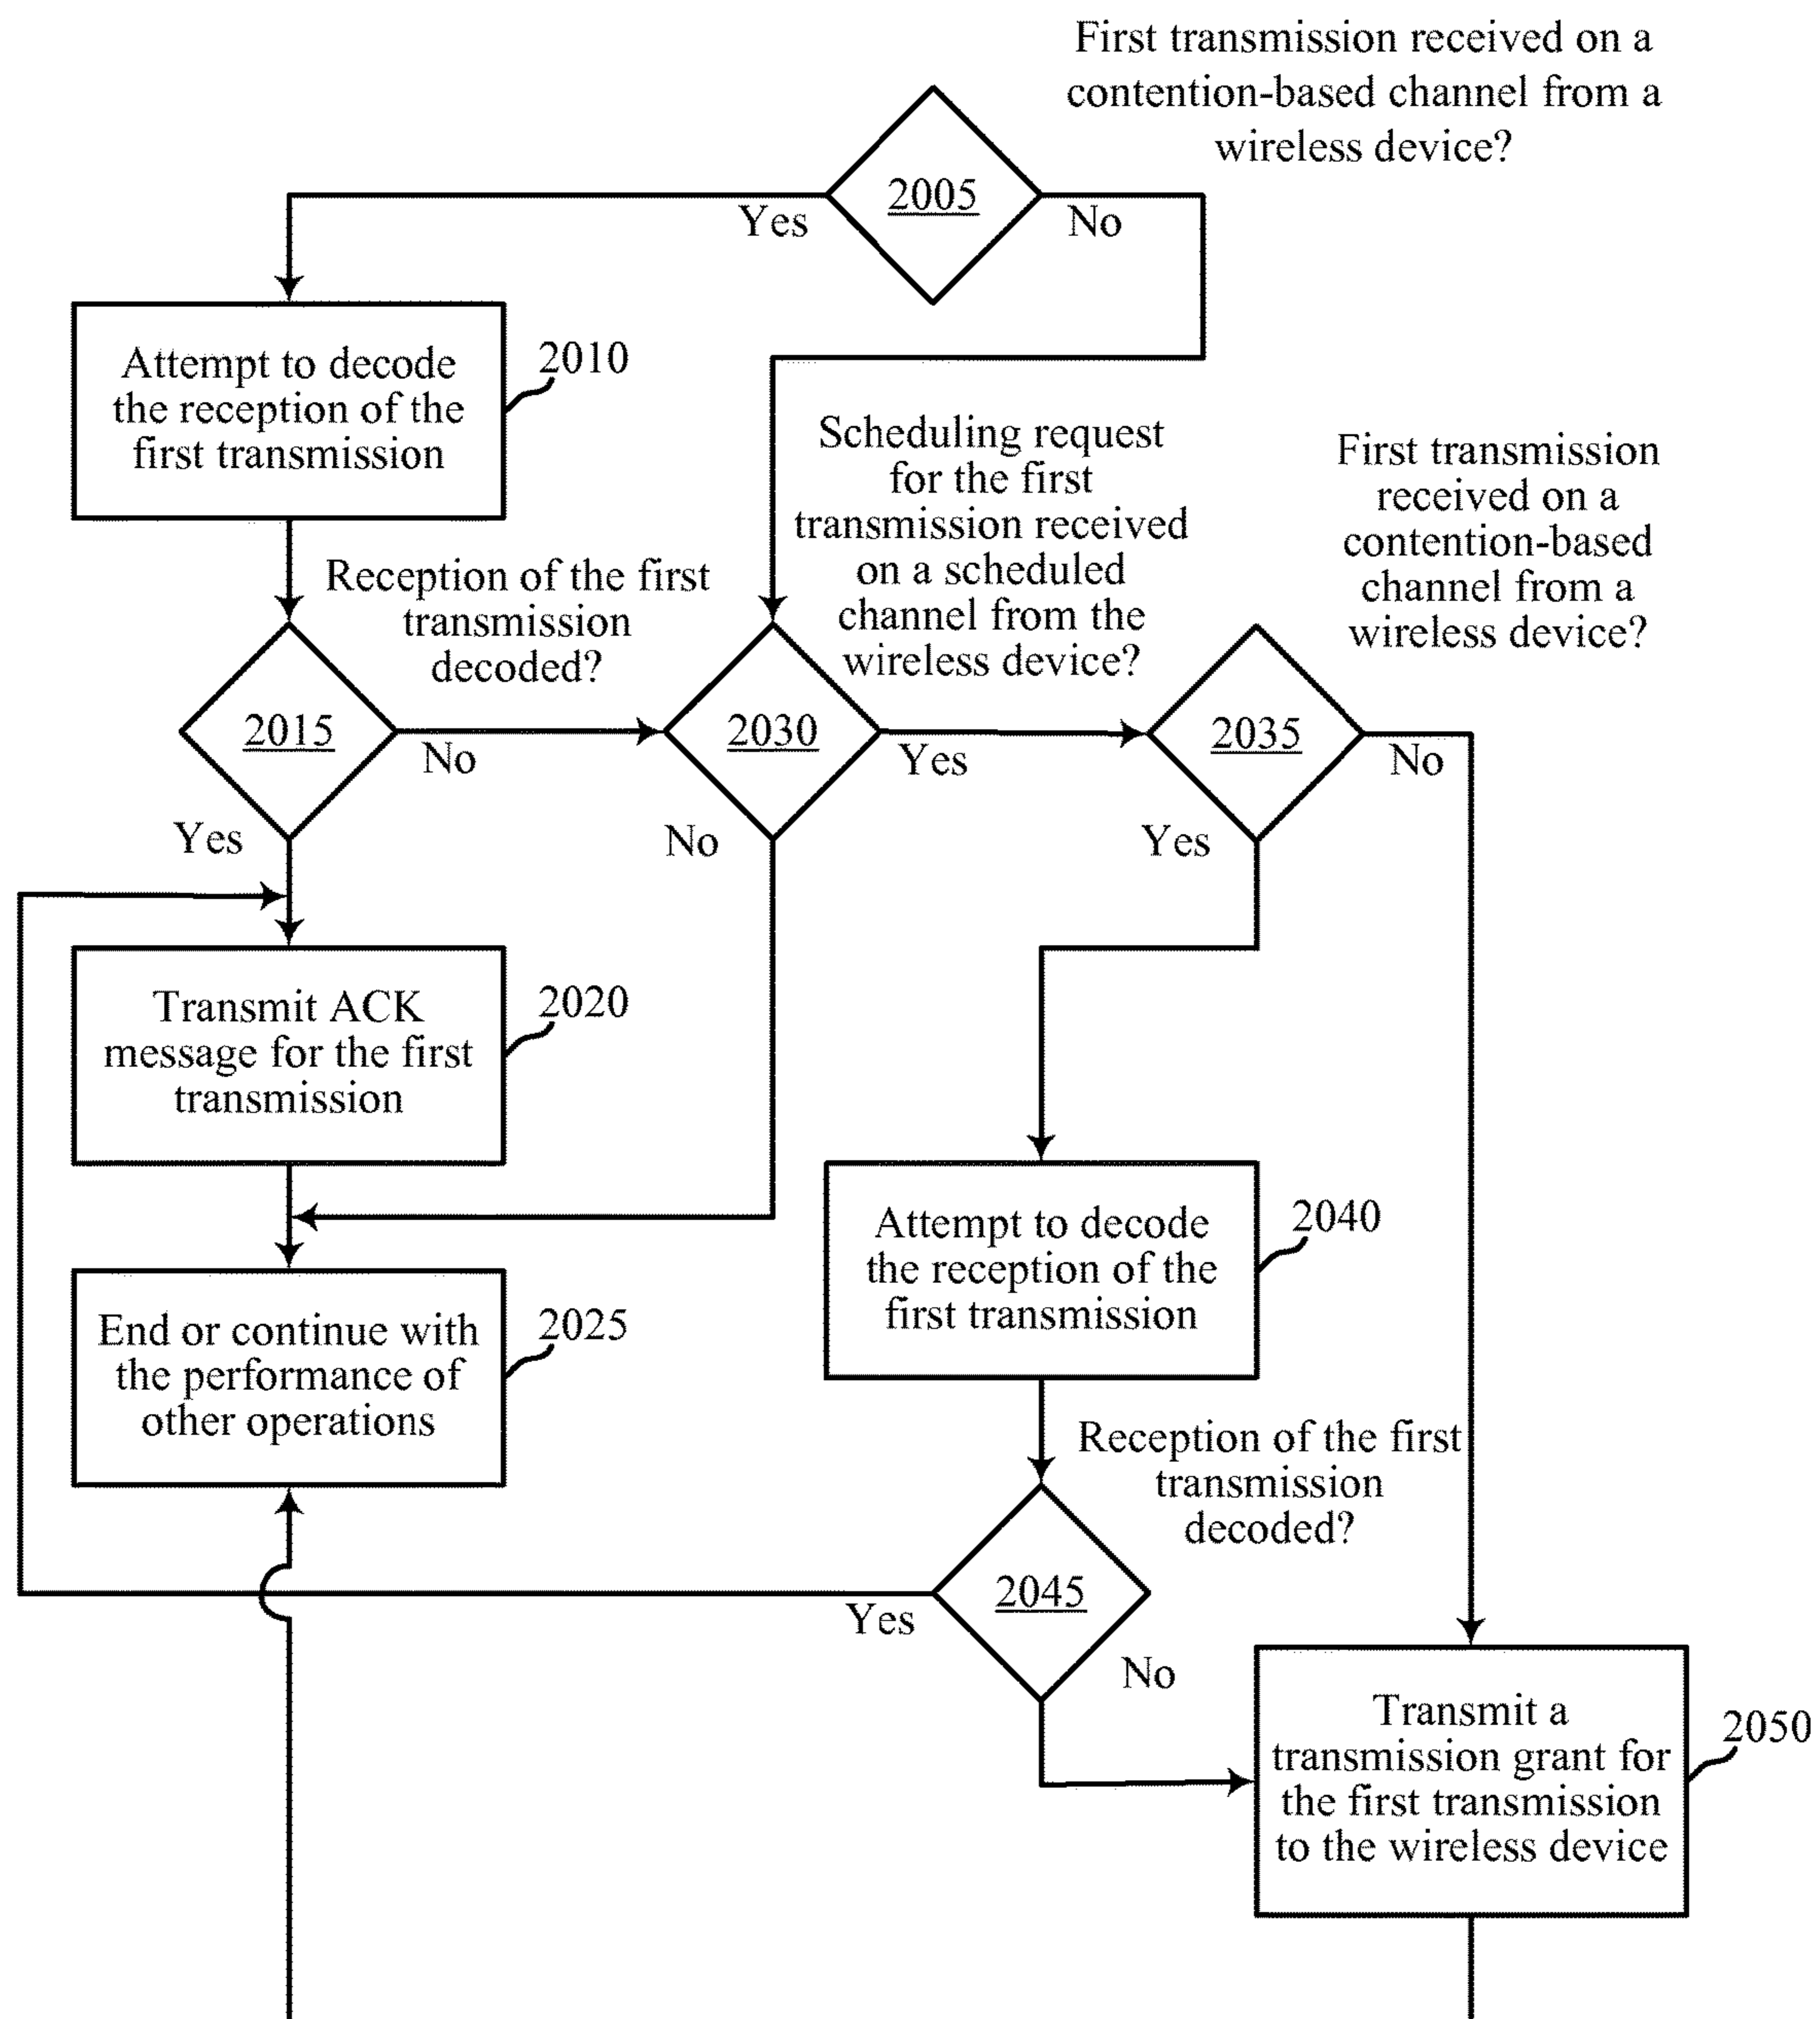 First transmission received on a
contention-based channel from a
wireless device?
2005
Yes
No
Attempt to decode
the reception of the
first transmission
2010
Scheduling request
for the first
transmission received
on a scheduled
channel from the
wireless device?
First transmission
received on a
contention-based
channel from a
wireless device?
Reception of the first
transmission
decoded?
2015
No
Yes
2030
Yes
No
2035
No
Yes
Transmit ACK
message for the first
transmission
2020
End or continue with
the performance of
other operations
2025
Attempt to decode
the reception of the
first transmission
2040
Reception of the first
transmission
decoded?
2045
Yes
No
Transmit a
transmission grant for
the first transmission
to the wireless device
2050